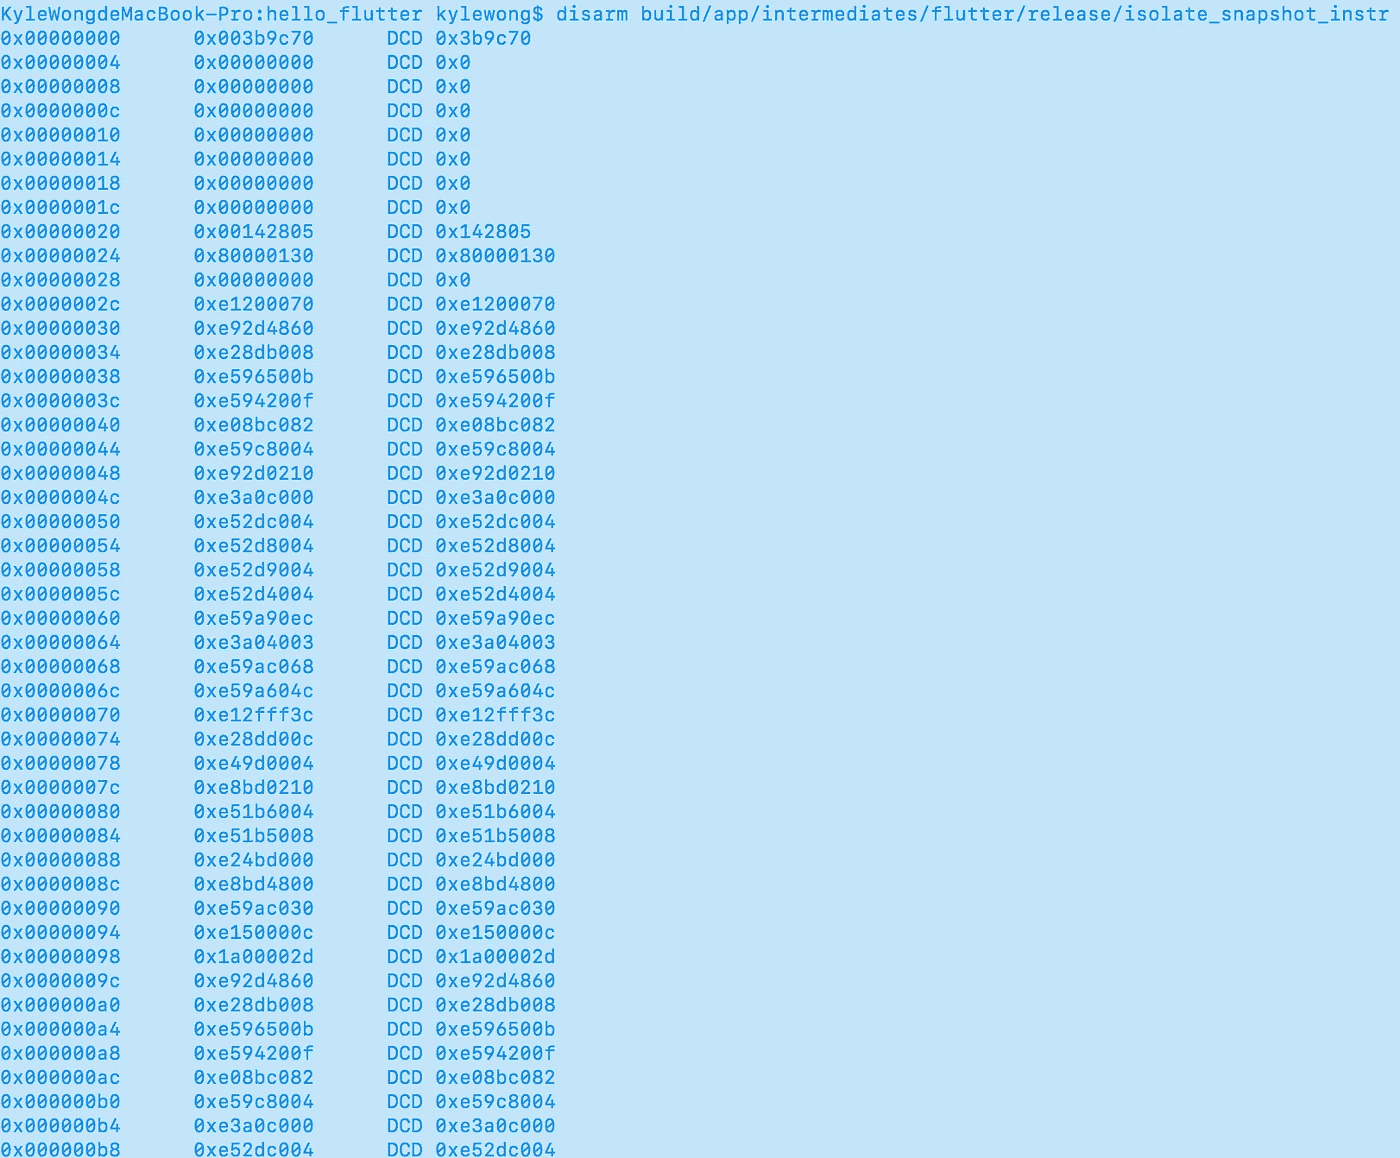 KyleWongdeMacBook-Pro:hello_flutter kylewong$ disarm build/app/intermediates/flutter/release/isolate_snapshot_instr
0x00000000 0x003b9c70 DCD 0x3b9c70
0x00000004 0x00000000 DCD 0x0
0x00000008 0x00000000 DCD 0x0
0x0000000c 0x00000000 DCD 0x0
0x00000010 0x00000000 DCD 0x0
0x00000014 0x00000000 DCD 0x0
0x00000018 0x00000000 DCD 0x0
0x0000001c 0x00000000 DCD 0x0
0x00000020 0x00142805 DCD 0x142805
0x00000024 0x80000130 DCD 0x80000130
0x00000028 0x00000000 DCD 0x0
0x0000002c 0xe1200070 DCD 0xe1200070
0x00000030 0xe92d4860 DCD 0xe92d4860
0x00000034 0xe28db008 DCD 0xe28db008
0x00000038 0xe596500b DCD 0xe596500b
0x0000003c 0xe594200f DCD 0xe594200f
0x00000040 0xe08bc082 DCD 0xe08bc082
0x00000044 0xe59c8004 DCD 0xe59c8004
0x00000048 0xe92d0210 DCD 0xe92d0210
0x0000004c 0xe3a0c000 DCD 0xe3a0c000
0x00000050 0xe52dc004 DCD 0xe52dc004
0x00000054 0xe52d8004 DCD 0xe52d8004
0x00000058 0xe52d9004 DCD 0xe52d9004
0x0000005c 0xe52d4004 DCD 0xe52d4004
0x00000060 0xe59a90ec DCD 0xe59a90ec
0x00000064 0xe3a04003 DCD 0xe3a04003
0x00000068 0xe59ac068 DCD 0xe59ac068
0x0000006c 0xe59a604c DCD 0xe59a604c
0x00000070 0xe12fff3c DCD 0xe12fff3c
0x00000074 0xe28dd00c DCD 0xe28dd00c
0x00000078 0xe49d0004 DCD 0xe49d0004
0x0000007c 0xe8bd0210 DCD 0xe8bd0210
0x00000080 0xe51b6004 DCD 0xe51b6004
0x00000084 0xe51b5008 DCD 0xe51b5008
0x00000088 0xe24bd000 DCD 0xe24bd000
0x0000008c 0xe8bd4800 DCD 0xe8bd4800
0x00000090 0xe59ac030 DCD 0xe59ac030
0x00000094 0xe150000c DCD 0xe150000c
0x00000098 0x1a00002d DCD 0x1a00002d
0x0000009c 0xe92d4860 DCD 0xe92d4860
0x000000a0 0xe28db008 DCD 0xe28db008
0x000000a4 0xe596500b DCD 0xe596500b
0x000000a8 0xe594200f DCD 0xe594200f
0x000000ac 0xe08bc082 DCD 0xe08bc082
0x000000b0 0xe59c8004 DCD 0xe59c8004
0x000000b4 0xe3a0c000 DCD 0xe3a0c000
0x000000b8 0xe52dc004 DCD 0xe52dc004